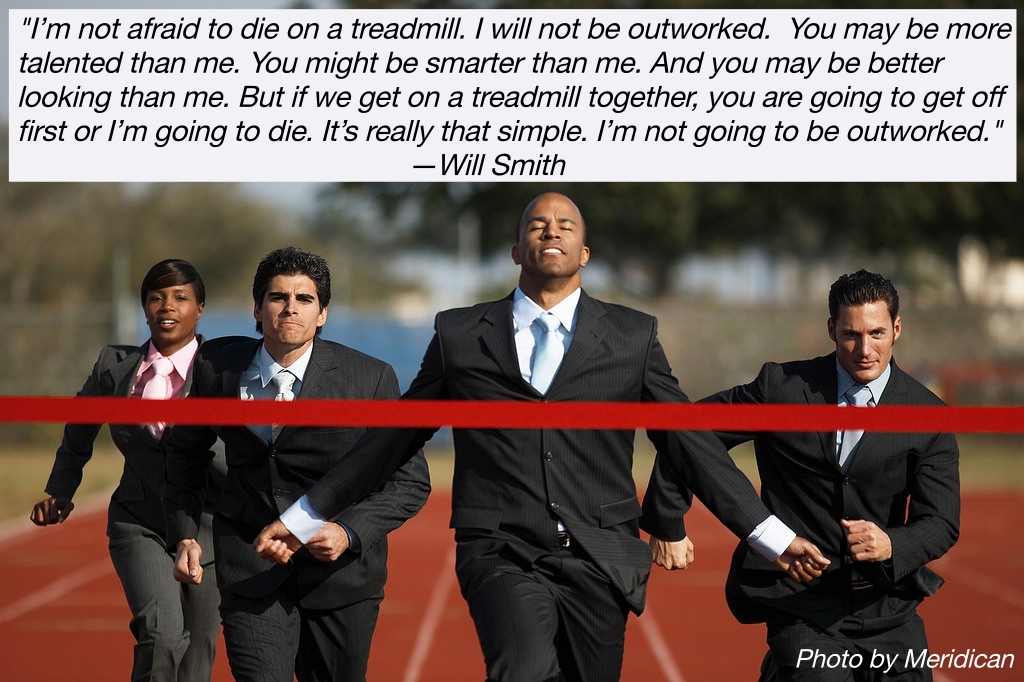 "I’m not afraid to die on a treadmill. I will not be outworked.  You may be more
talented than me. You might be smarter than me. And you may be better
looking than me. But if we get on a treadmill together, you are going to get off
first or I’m going to die. It’s really that simple. I’m not going to be outworked."
—Will Smith
Photo by Meridican